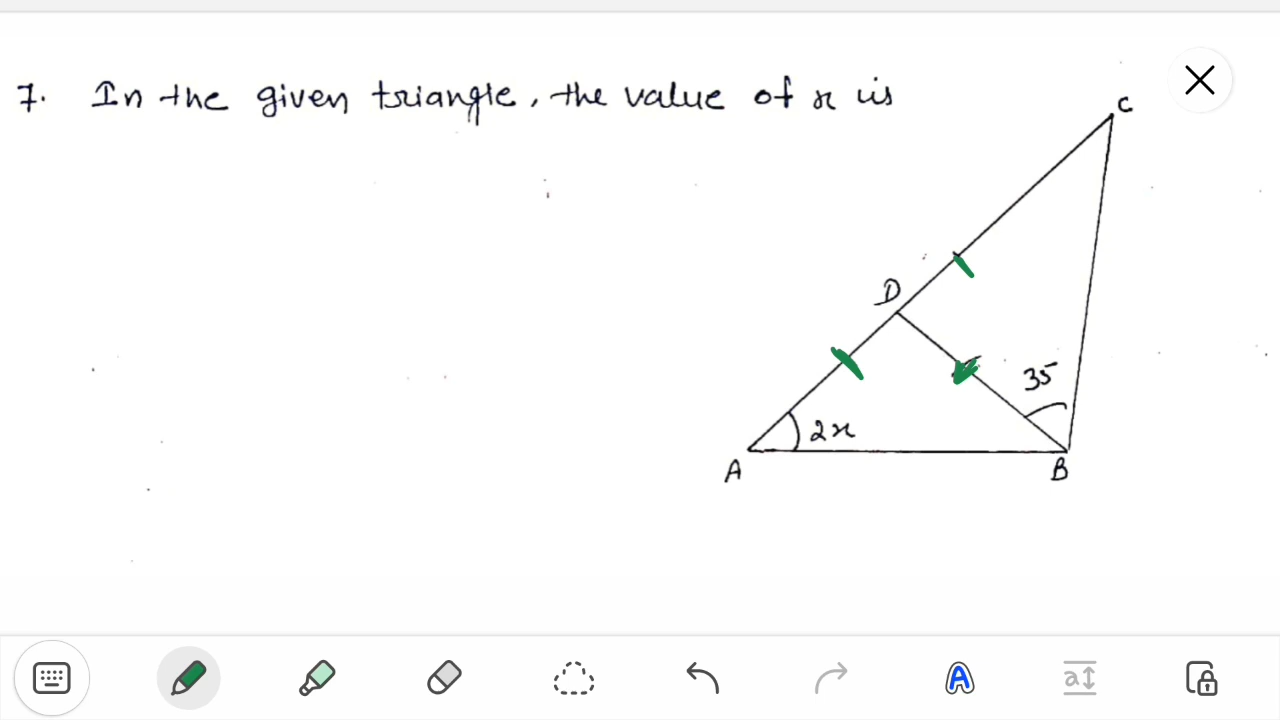 7. In the given triangle, the value of x is
C
D
35
2x
A
B